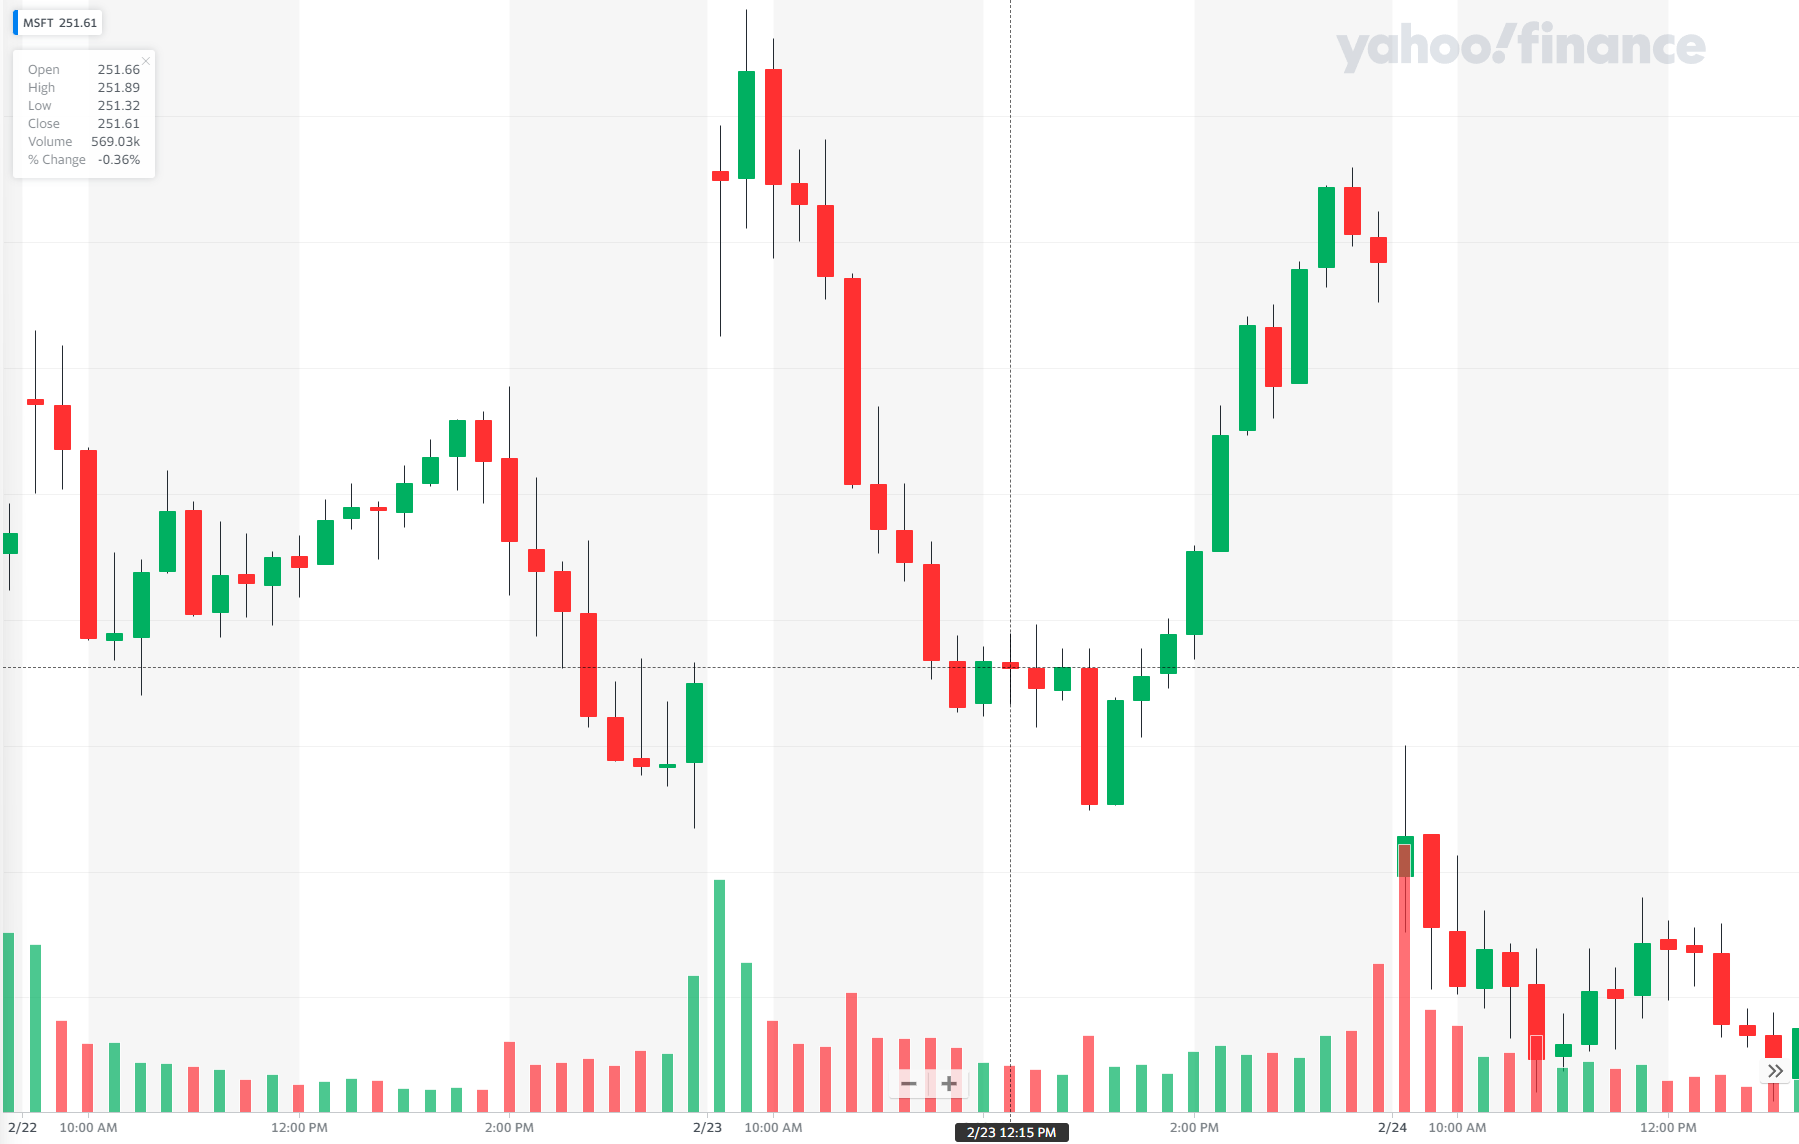 MSFT 251.61
yahoo!finance
Open 251.66
High 251.89
Low 251.32
Close 251.61
Volume 569.03k
% Change -0.36%
2/22 10:00 AM 12:00 PM 2:00 PM 2/23 10:00 AM 2/23 12:15 PM 2:00 PM 2/24 10:00 AM 12:00 PM